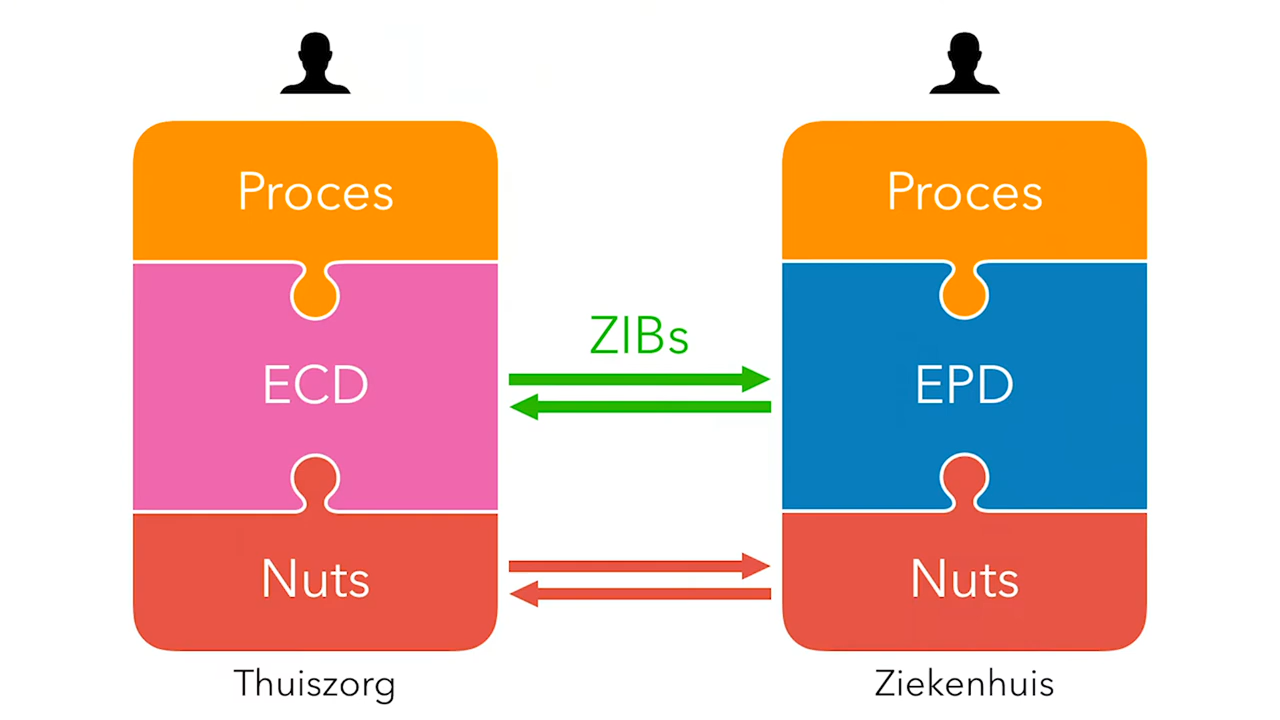 Proces
Proces
ZIBs
ECD
EPD
Nuts
Nuts
Thuiszorg
Ziekenhuis